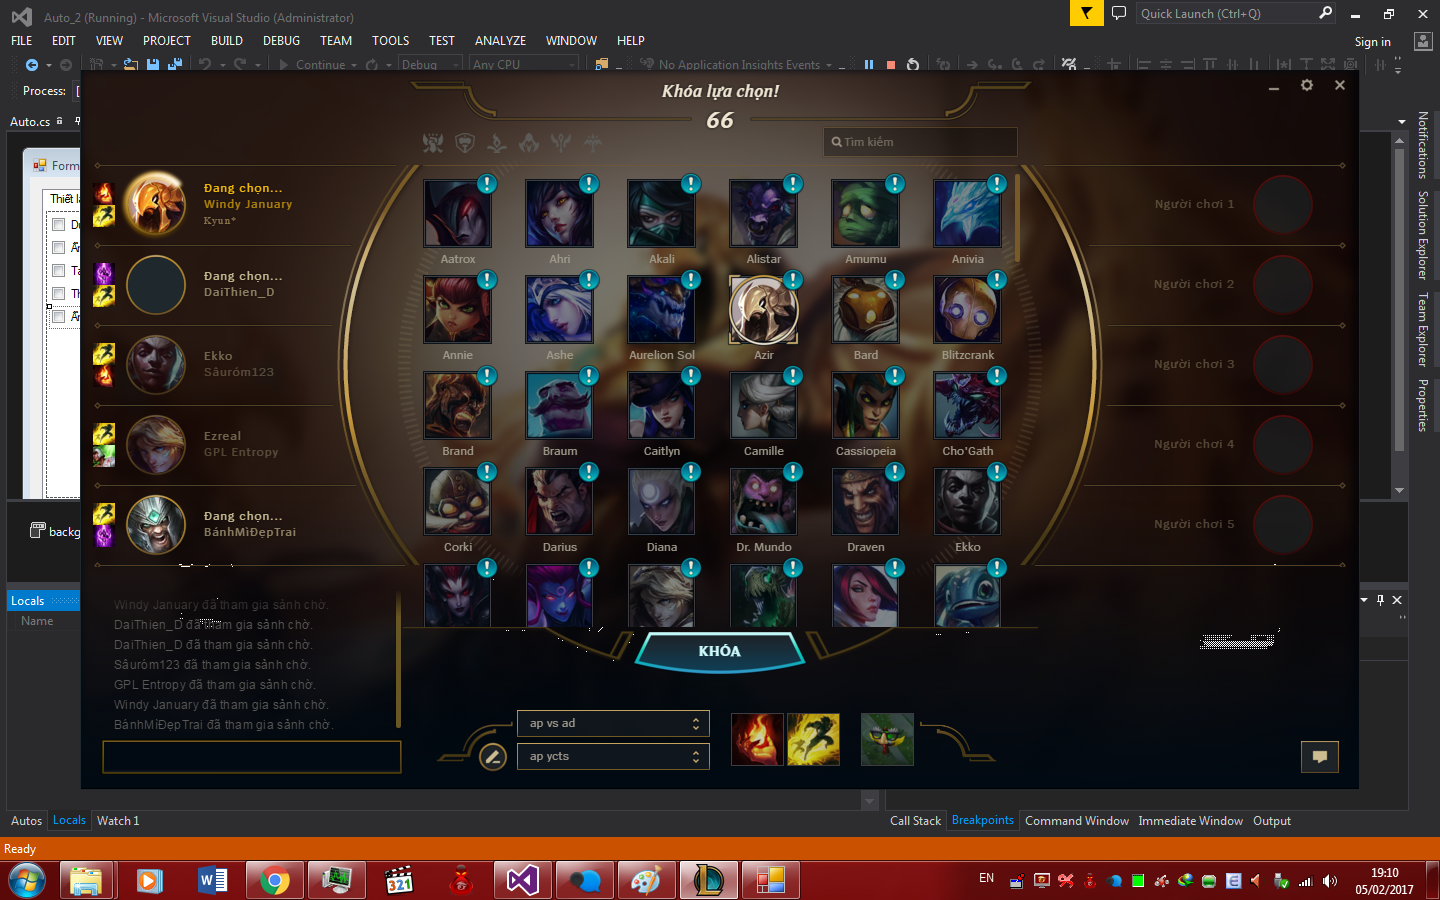 Auto_2 (Running) - Microsoft Visual Studio (Administrator)
Quick Launch (Ctrl+Q)
FILE EDIT VIEW PROJECT BUILD DEBUG TEAM TOOLS TEST ANALYZE WINDOW HELP
Sign in
Continue
Debug
Any CPU
No Application Insights Events
Process:
Auto.cs
Form
Thiết l
Khóa lựa chọn!
66
Tìm kiếm
Đang chọn...
Windy January
Kyun*
Đang chọn...
DaiThien_D
Ekko
Sâuróm123
Ezreal
GPL Entropy
Đang chọn...
BánhMìĐẹpTrai
Aatrox Ahri Akali Alistar Amumu Anivia
Annie Ashe Aurelion Sol Azir Bard Blitzcrank
Brand Braum Caitlyn Camille Cassiopeia Cho'Gath
Corki Darius Diana Dr. Mundo Draven Ekko
Người chơi 1
Người chơi 2
Người chơi 3
Người chơi 4
Người chơi 5
Notifications
Solution Explorer
Team Explorer
Properties
backg
Locals
Name
Windy January đã tham gia sảnh chờ.
DaiThien_D đã tham gia sảnh chờ.
DaiThien_D đã tham gia sảnh chờ.
Sâuróm123 đã tham gia sảnh chờ.
GPL Entropy đã tham gia sảnh chờ.
Windy January đã tham gia sảnh chờ.
BánhMìĐẹpTrai đã tham gia sảnh chờ.
KHÓA
ap vs ad
ap ycts
Autos Locals Watch 1
Call Stack Breakpoints Command Window Immediate Window Output
Ready
321
EN
19:10
05/02/2017